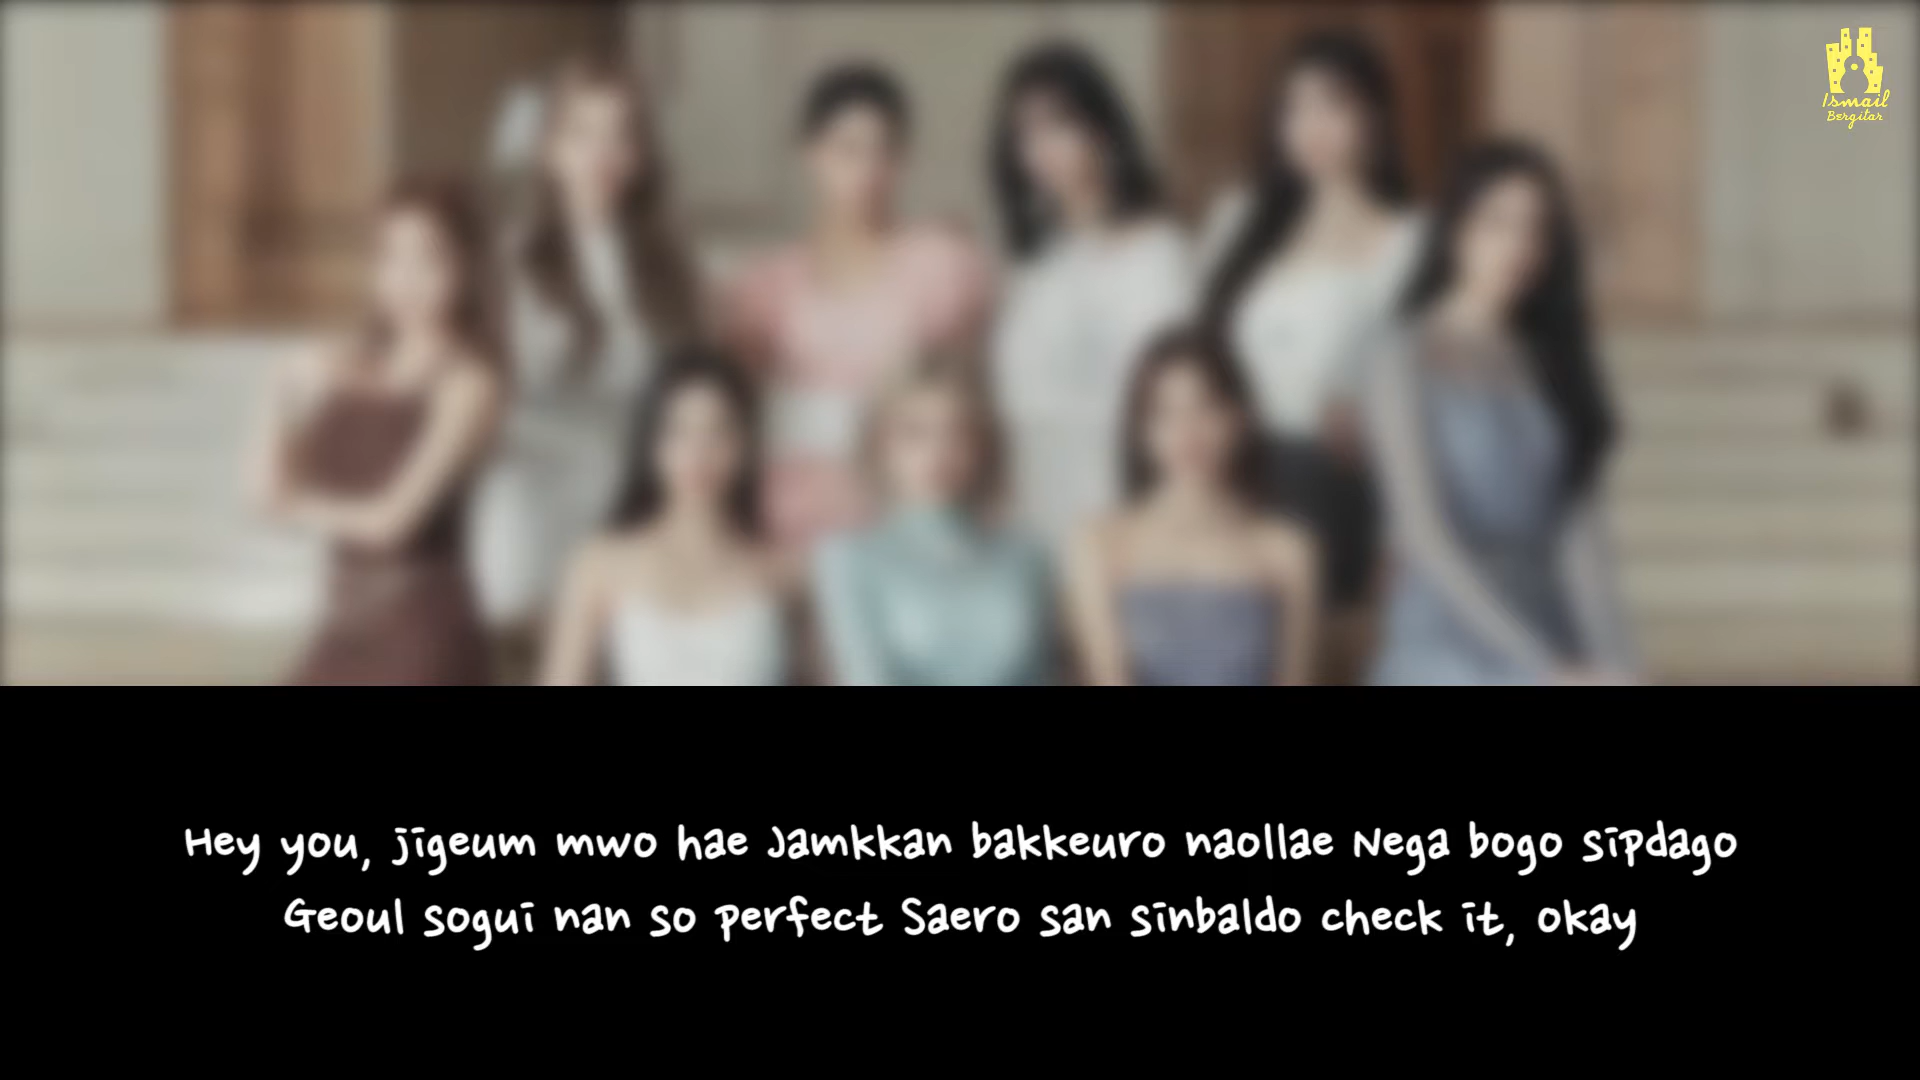 Ismail
Bergitar
Hey you, jigeum mwo hae Jamkkan bakkeuro naollae Nega bogo sipdago
Geoul sogui nan so perfect Saero san sinbaldo check it, okay